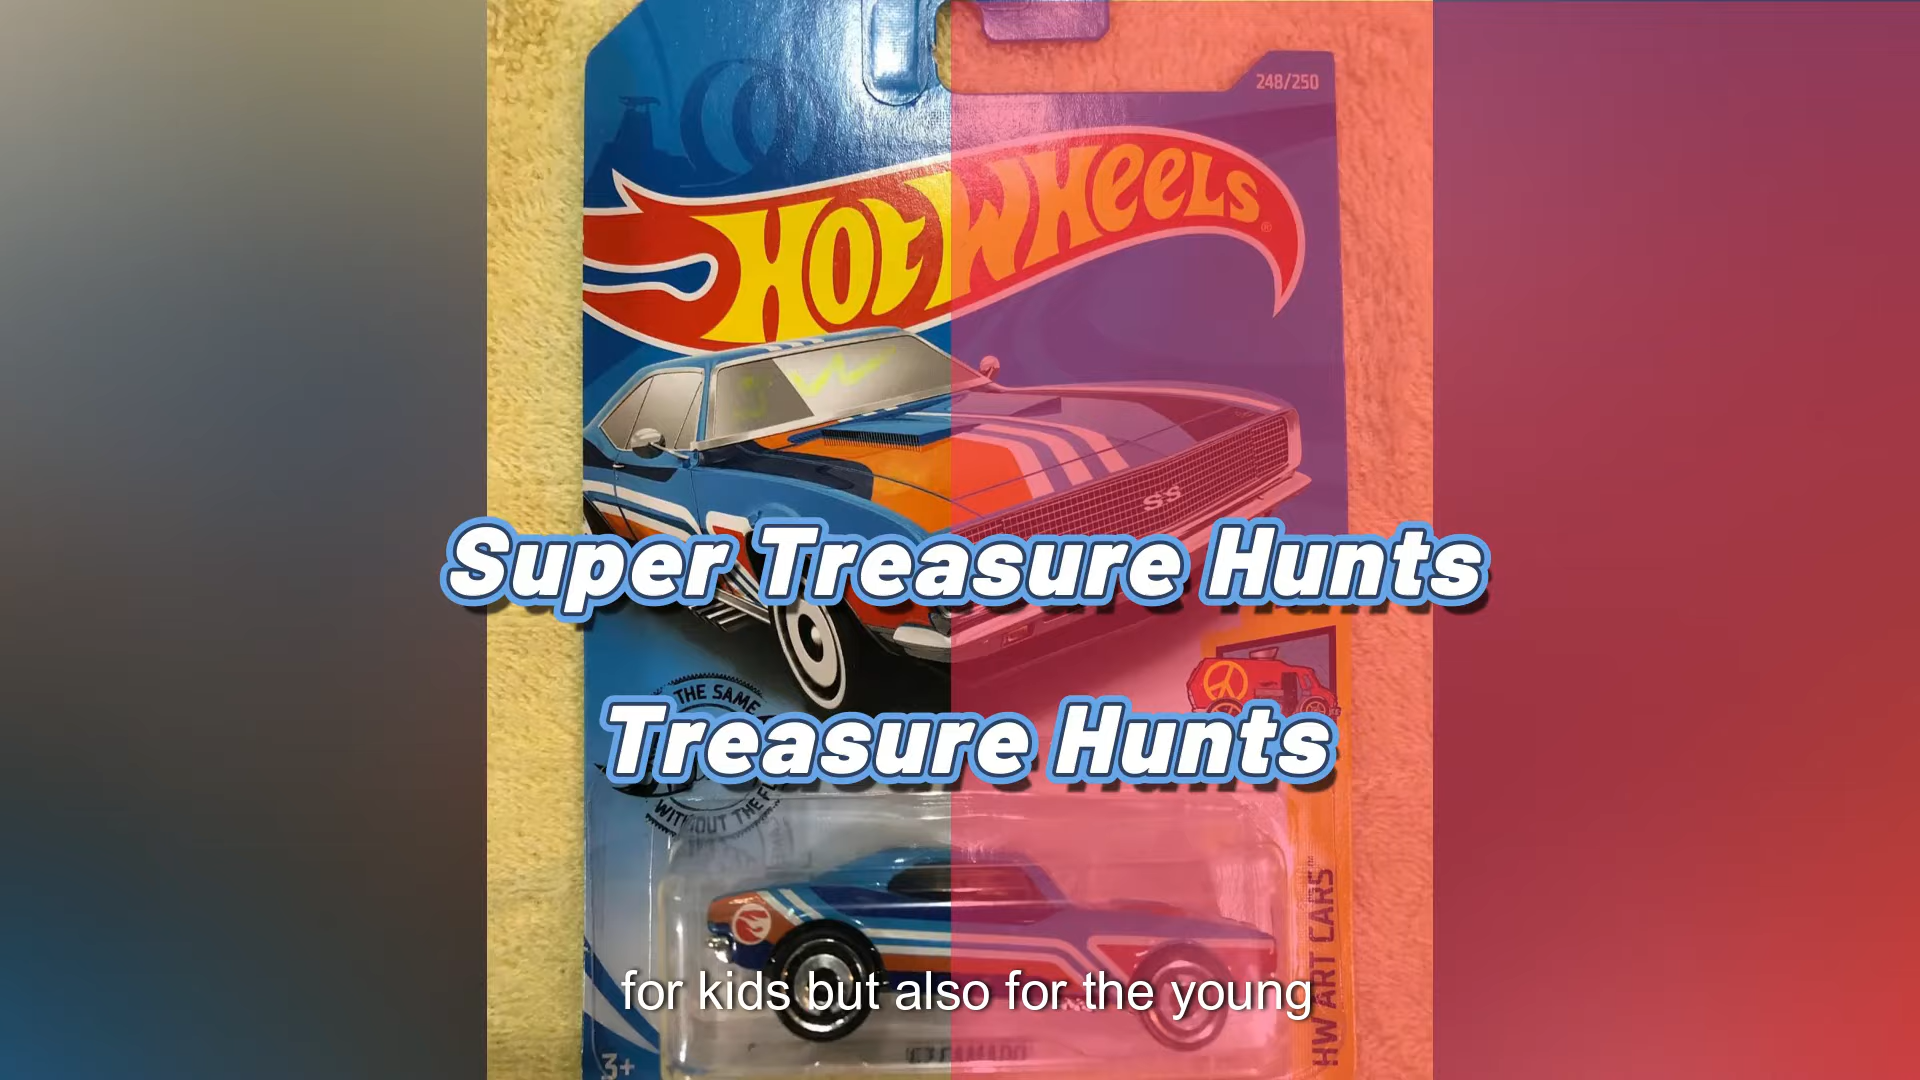 248/250
HOT WHEELS
®
SS
Super Treasure Hunts
THE SAME
Treasure Hunts
WITHOUT THE
HW ART CARS™
for kids but also for the young
3+